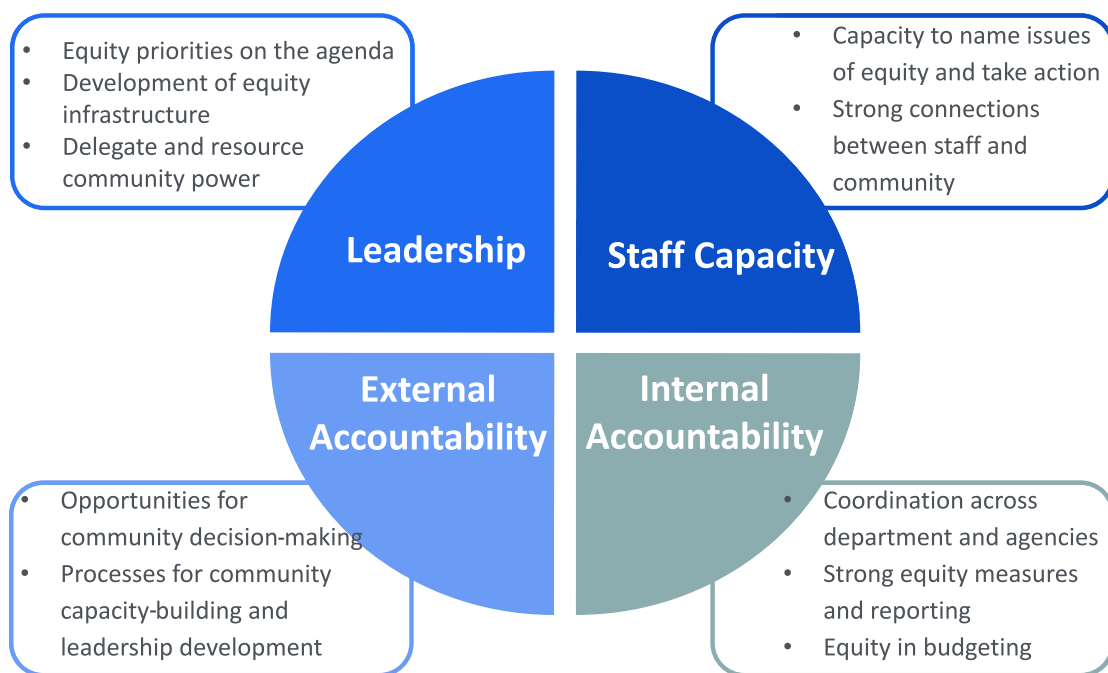 • Equity priorities on the agenda
• Development of equity
infrastructure
• Delegate and resource
community power
• Capacity to name issues
of equity and take action
• Strong connections
between staff and
community
Leadership
Staff Capacity
External
Accountability
Internal
Accountability
• Opportunities for
community decision-making
• Processes for community
capacity-building and
leadership development
• Coordination across
department and agencies
• Strong equity measures
and reporting
• Equity in budgeting